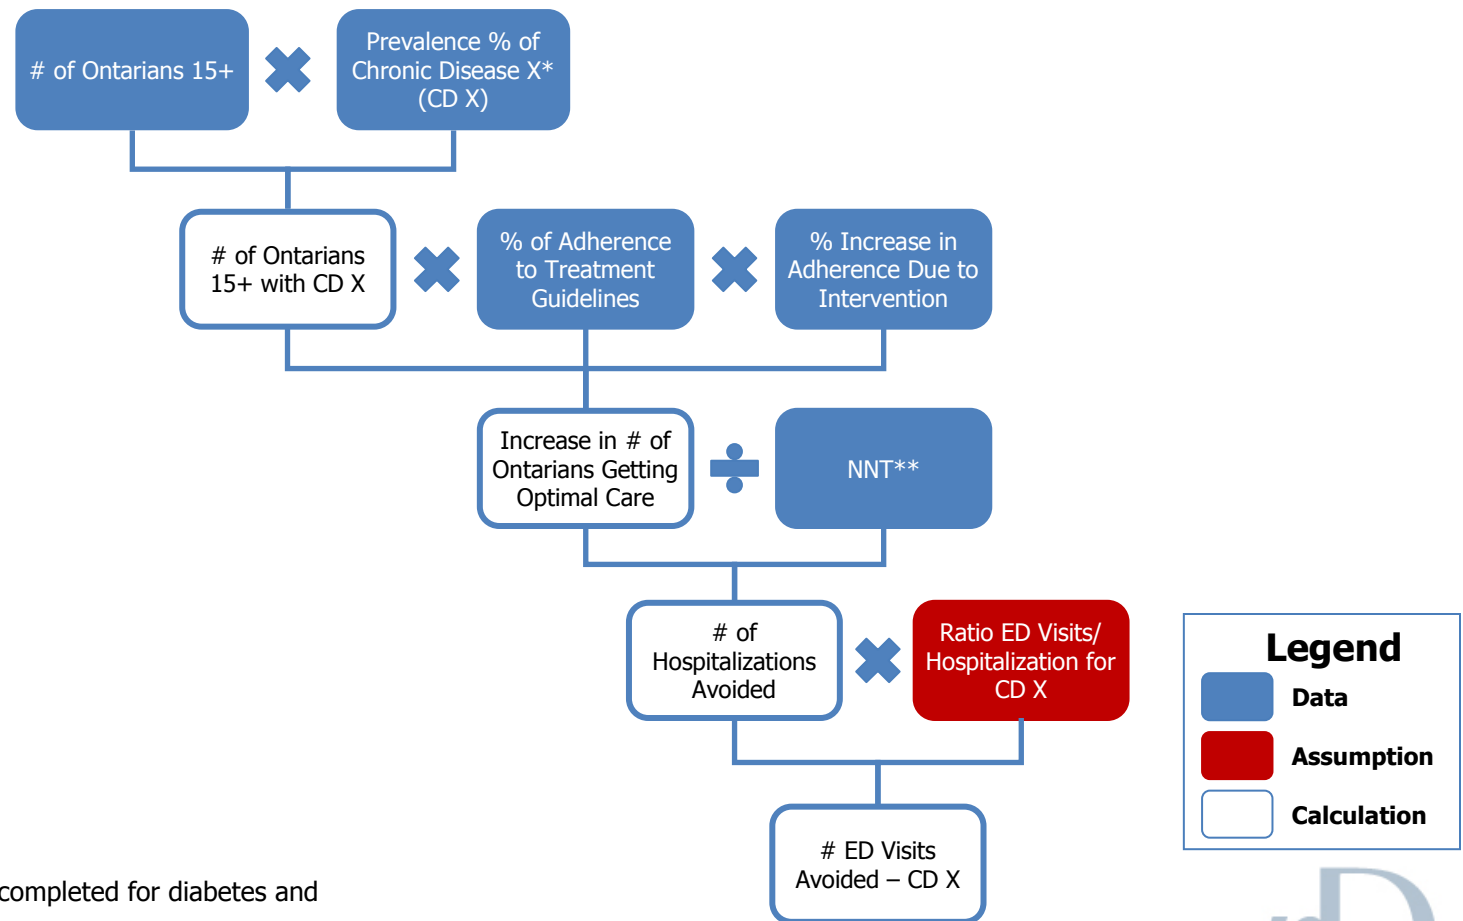 # of Ontarians 15+
Prevalence % of
Chronic Disease X*
(CD X)
# of Ontarians
15+ with CD X
% of Adherence
to Treatment
Guidelines
% Increase in
Adherence Due to
Intervention
Increase in # of
Ontarians Getting
Optimal Care
NNT**
# of
Hospitalizations
Avoided
Ratio ED Visits/
Hospitalization for
CD X
# ED Visits
Avoided – CD X
Legend
Data
Assumption
Calculation
completed for diabetes and